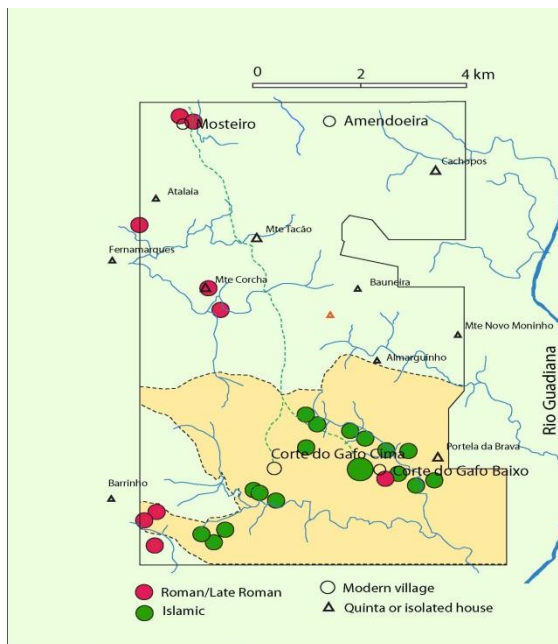 0 2 4 km
Mosteiro
Amendoeira
Cachopos
Atalaia
Mte Tacão
Fernamarques
Mte Corcha
Bauneira
Mte Novo Moninho
Almarguinho
Rio Guadiana
Corte do Gafo Cima
Portela da Brava
Corte do Gafo Baixo
Barrinho
Roman/Late Roman
Modern village
Islamic
Quinta or isolated house